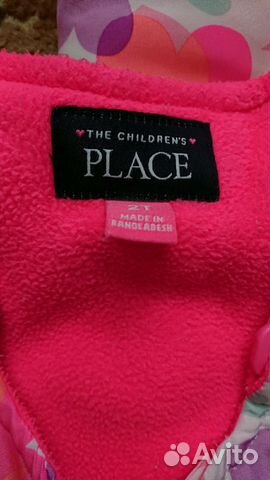 THE CHILDREN'S
PLACE
2T
MADE IN
BANGLADESH
Avito